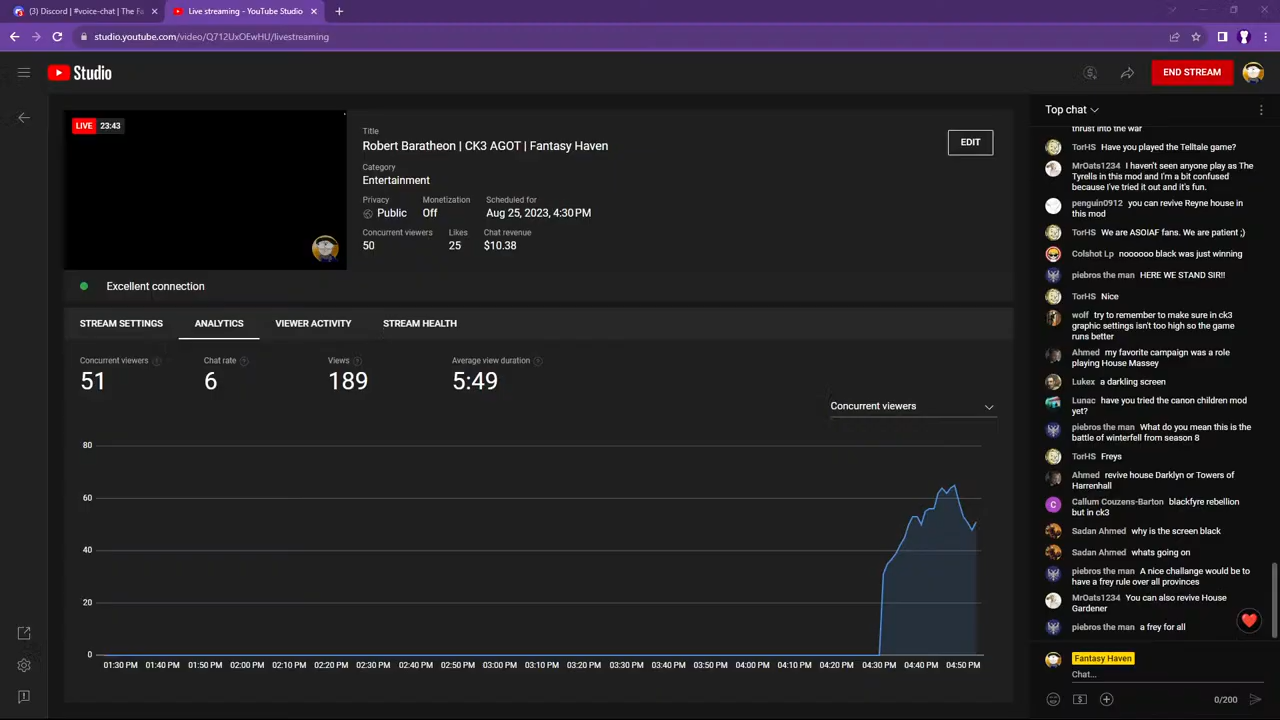 (3) Discord | #voice-chat | The Fa
Live streaming - YouTube Studio
studio.youtube.com/video/Q712UxOEwHU/livestreaming
Studio
END STREAM
LIVE 23:43
Title
Robert Baratheon | CK3 AGOT | Fantasy Haven
EDIT
Category
Entertainment
Privacy Monetization Scheduled for
Public Off Aug 25, 2023, 4:30 PM
Concurrent viewers Likes Chat revenue
50 25 $10.38
Excellent connection
STREAM SETTINGS ANALYTICS VIEWER ACTIVITY STREAM HEALTH
Concurrent viewers Chat rate Views Average view duration
51 6 189 5:49
Concurrent viewers
80
60
40
20
0
01:30 PM 01:40 PM 01:50 PM 02:00 PM 02:10 PM 02:20 PM 02:30 PM 02:40 PM 02:50 PM 03:00 PM 03:10 PM 03:20 PM 03:30 PM 03:40 PM 03:50 PM 04:00 PM 04:10 PM 04:20 PM 04:30 PM 04:40 PM 04:50 PM
Top chat
thrust into the war
TorHS Have you played the Telltale game?
MrOats1234 I haven't seen anyone play as The
Tyrells in this mod and I'm a bit confused
because I've tried it out and it's fun.
penguin0912 you can revive Reyne house in
this mod
TorHS We are ASOIAF fans. We are patient ;)
Colshot Lp nooooooo black was just winning
piebros the man HERE WE STAND SIR!!
TorHS Nice
wolf try to remember to make sure in ck3
graphic settings isn't too high so the game
runs better
Ahmed my favorite campaign was a role
playing House Massey
Lukex a darkling screen
Lunac have you tried the canon children mod
yet?
piebros the man What do you mean this is the
battle of winterfell from season 8
TorHS Freys
Ahmed revive house Darklyn or Towers of
Harrenhall
Callum Couzens-Barton blackfyre rebellion
but in ck3
Sadan Ahmed why is the screen black
Sadan Ahmed whats going on
piebros the man A nice challange would be to
have a frey rule over all provinces
MrOats1234 You can also revive House
Gardener
piebros the man a frey for all
Fantasy Haven
Chat...
0/200